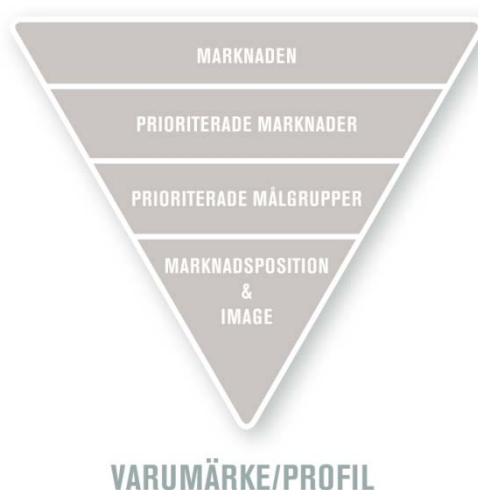 MARKNADEN
PRIORITERADE MARKNADER
PRIORITERADE MÅLGRUPPER
MARKNADSPOSITION
&
IMAGE
VARUMÄRKE/PROFIL